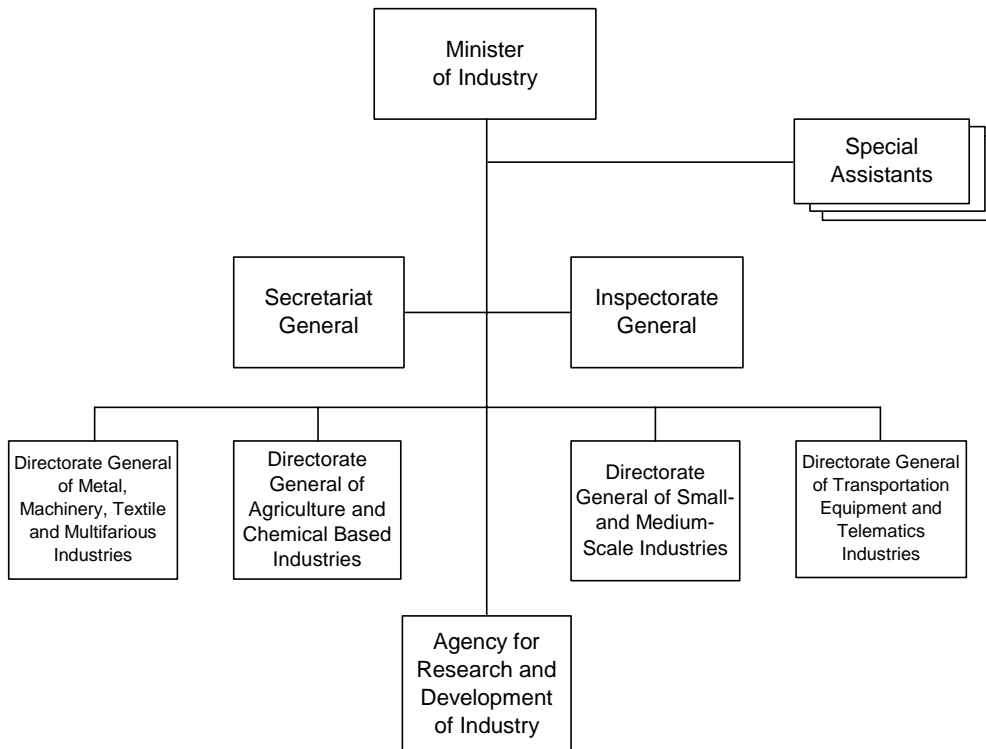 Minister
of Industry
Special
Assistants
Secretariat
General
Inspectorate
General
Directorate General
of Metal,
Machinery, Textile
and Multifarious
Industries
Directorate
General of
Agriculture and
Chemical Based
Industries
Directorate
General of Small-
and Medium-
Scale Industries
Directorate General
of Transportation
Equipment and
Telematics
Industries
Agency for
Research and
Development
of Industry